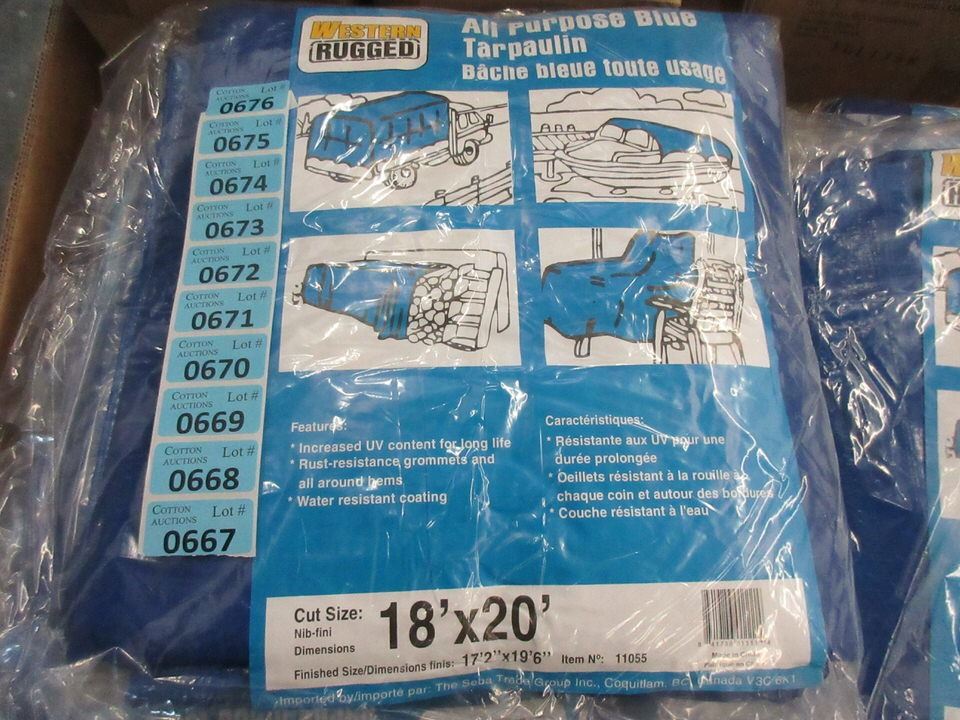 WESTERN
RUGGED
All Purpose Blue
Tarpaulin
Bâche bleue toute usage
COTTON AUCTIONS Lot #
0676
COTTON AUCTIONS Lot #
0675
COTTON AUCTIONS Lot #
0674
COTTON AUCTIONS Lot #
0673
COTTON AUCTIONS Lot #
0672
COTTON AUCTIONS Lot #
0671
COTTON AUCTIONS Lot #
0670
COTTON AUCTIONS Lot #
0669
COTTON AUCTIONS Lot #
0668
COTTON AUCTIONS Lot #
0667
Features:
* Increased UV content for long life
* Rust-resistance grommets and
all around hems
* Water resistant coating
Caractéristiques:
* Résistante aux UV pour une
durée prolongée
* Oeillets résistant à la rouille à
chaque coin et autour des bordures
* Couche résistant à l'eau
Cut Size: 18'x20'
Nib-fini
Dimensions
Finished Size/Dimensions finis: 17'2"x19'6" Item Nº: 11055
Made in China
Imported by/importé par: The Seba Trade Group Inc., Coquitlam, BC, Canada V3C 6K1